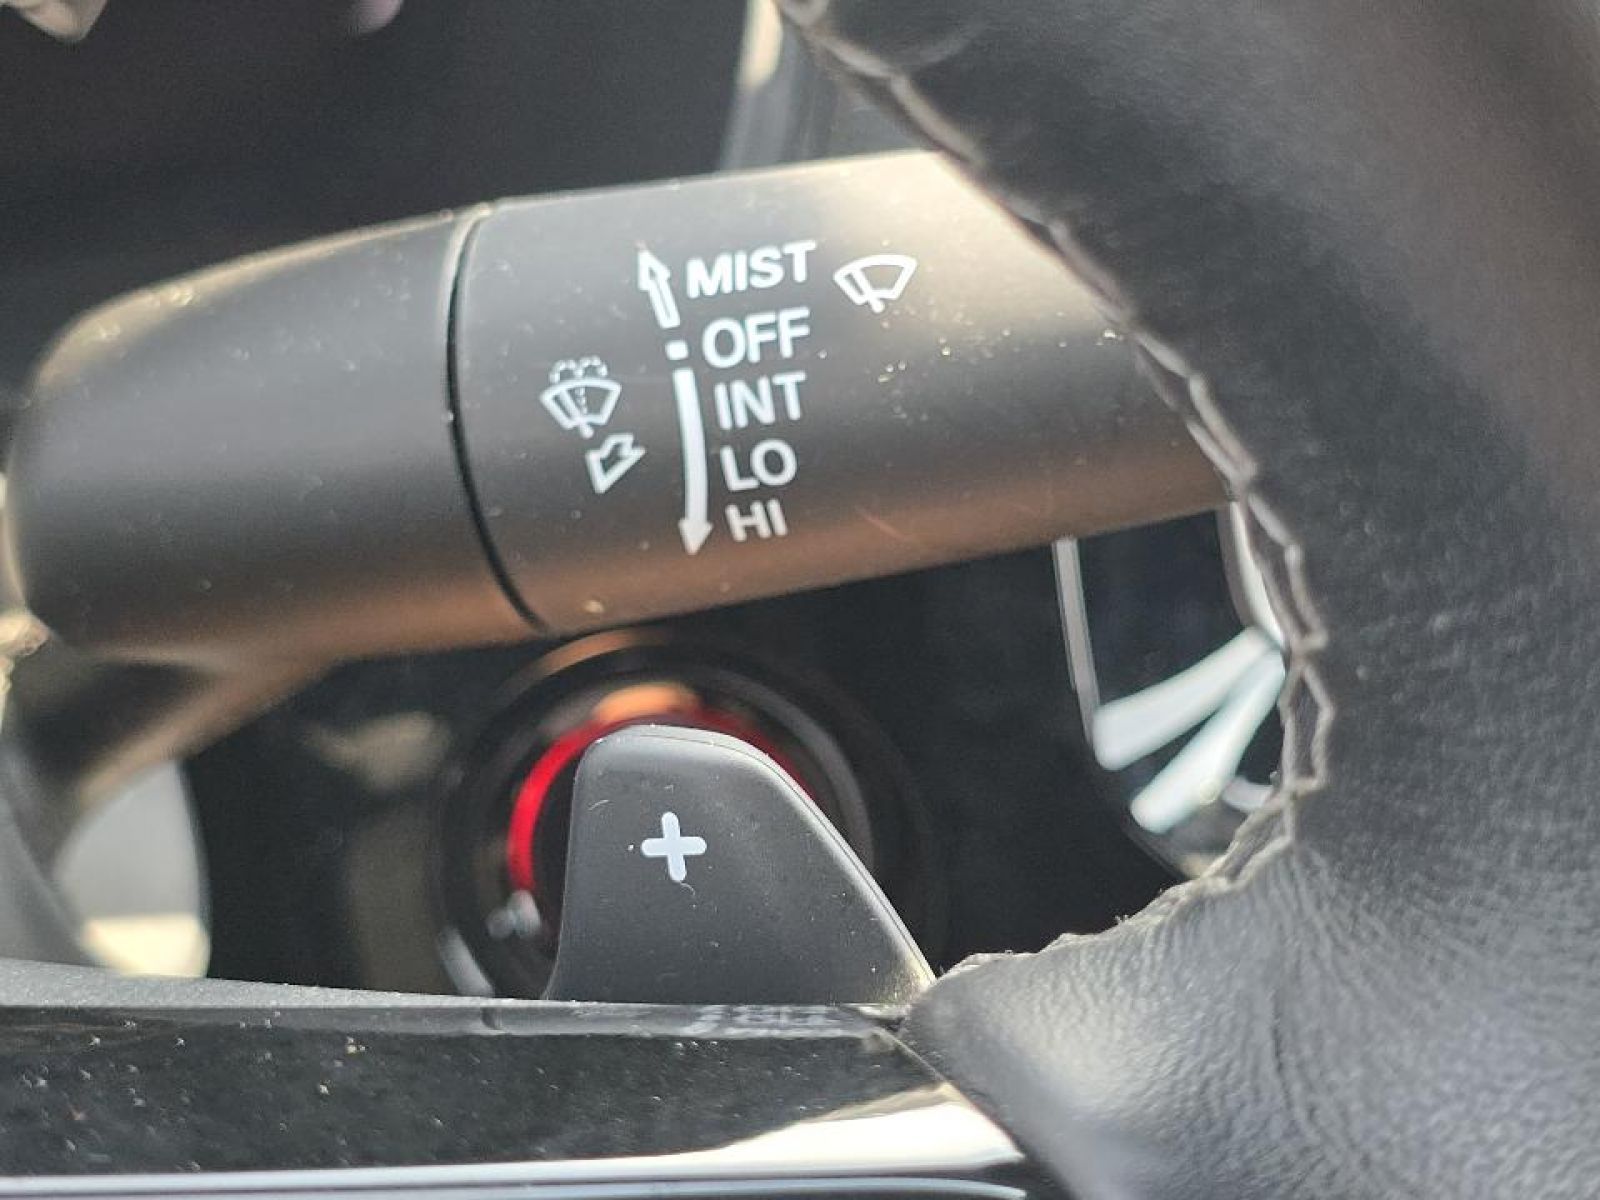 MIST
OFF
INT
LO
HI
+